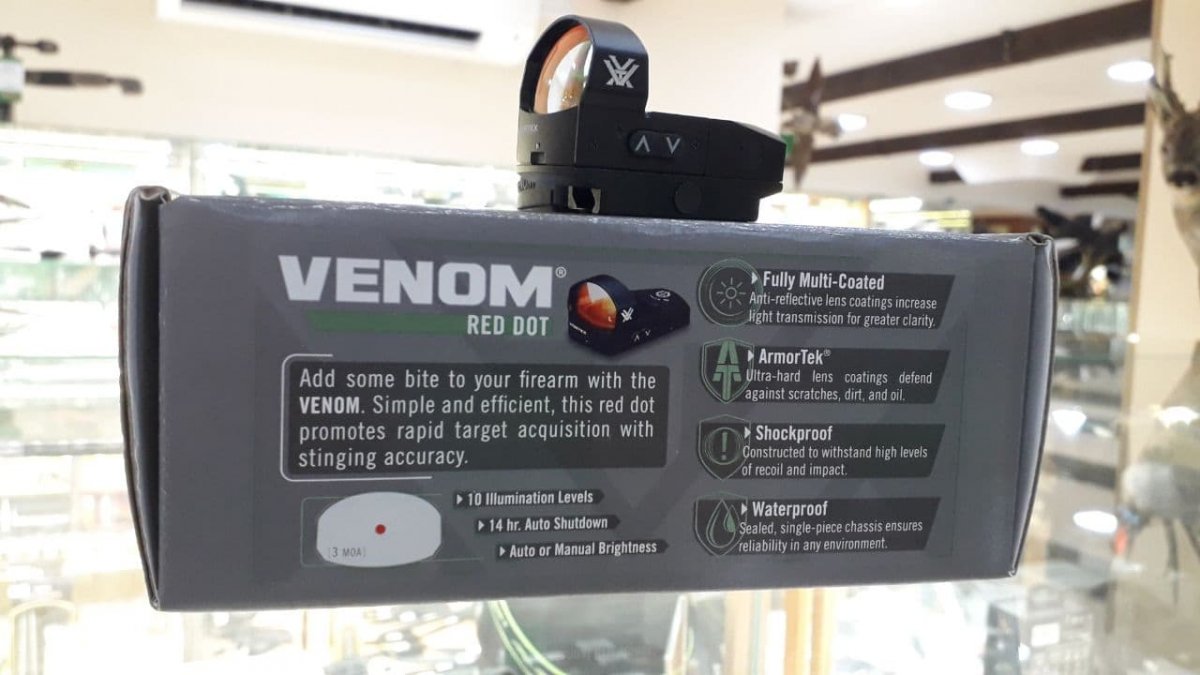 VENOM®
RED DOT
Add some bite to your firearm with the
VENOM. Simple and efficient, this red dot
promotes rapid target acquisition with
stinging accuracy.
3 MOA
10 Illumination Levels
14 hr. Auto Shutdown
Auto or Manual Brightness
Fully Multi-Coated
Anti-reflective lens coatings increase
light transmission for greater clarity.
ArmorTek®
Ultra-hard lens coatings defend
against scratches, dirt, and oil.
Shockproof
Constructed to withstand high levels
of recoil and impact.
Waterproof
Sealed, single-piece chassis ensures
reliability in any environment.